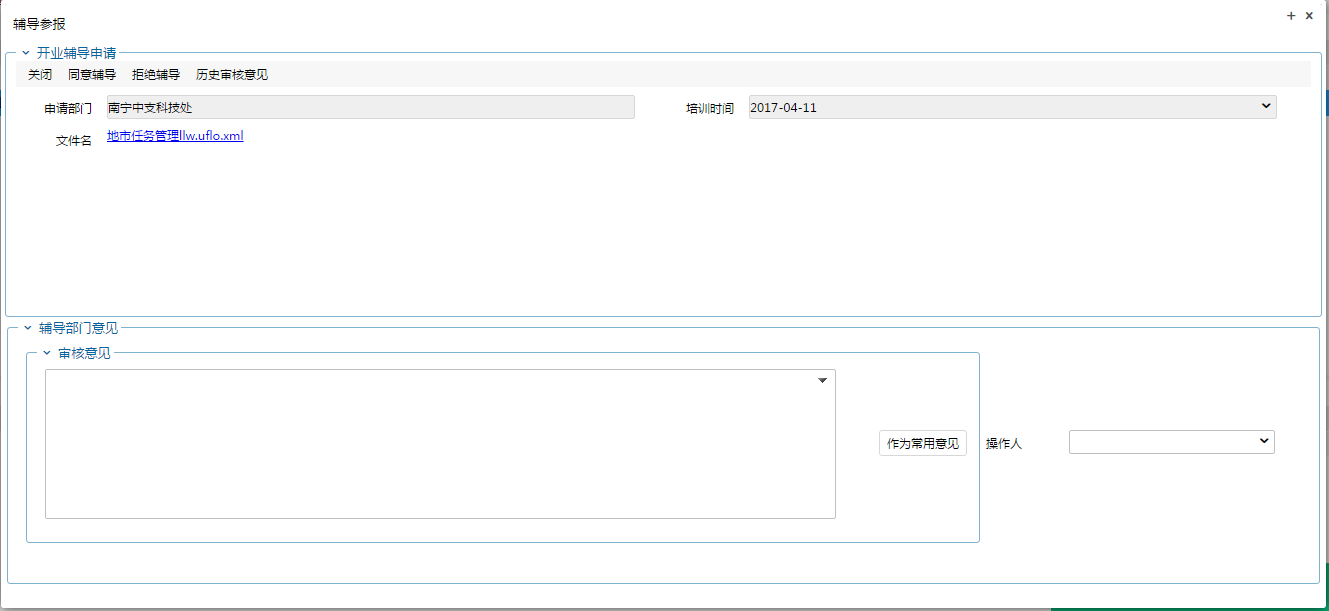 辅导参报
开业辅导申请
关闭 同意辅导 拒绝辅导 历史审核意见
申请部门 南宁中支科技处 培训时间 2017-04-11
文件名 地市任务管理llw.uflo.xml
辅导部门意见
审核意见
作为常用意见 操作人